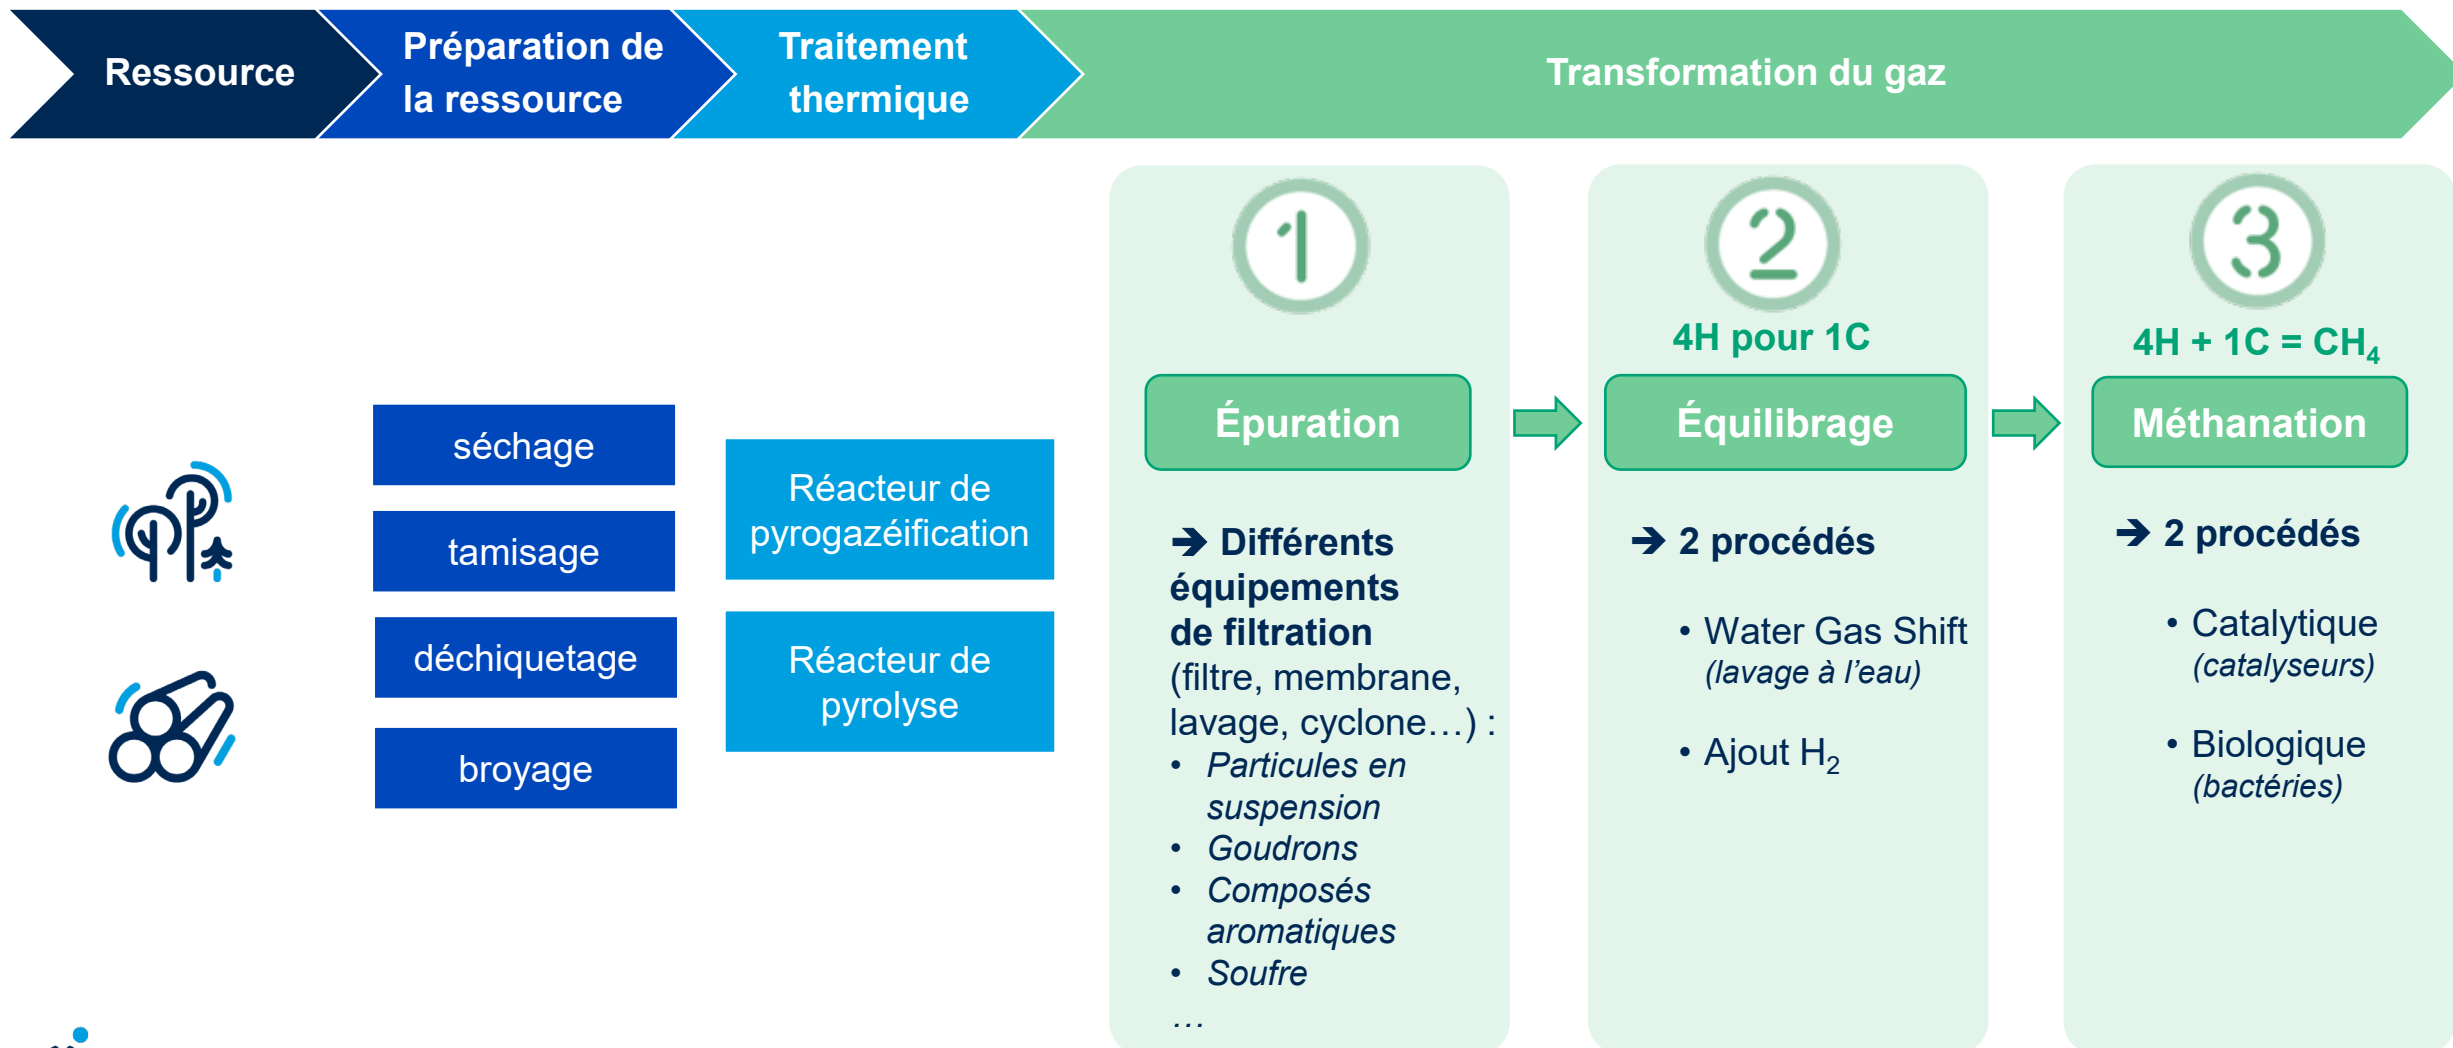 Ressource
Préparation de
la ressource
Traitement
thermique
Transformation du gaz
séchage
tamisage
déchiquetage
broyage
Réacteur de
pyrogazéification
Réacteur de
pyrolyse
1
Épuration
➔ Différents
équipements
de filtration
(filtre, membrane,
lavage, cyclone…) :
• Particules en
suspension
• Goudrons
• Composés
aromatiques
• Soufre
…
2
4H pour 1C
Équilibrage
➔ 2 procédés
• Water Gas Shift
(lavage à l’eau)
• Ajout H₂
3
4H + 1C = CH₄
Méthanation
➔ 2 procédés
• Catalytique
(catalyseurs)
• Biologique
(bactéries)